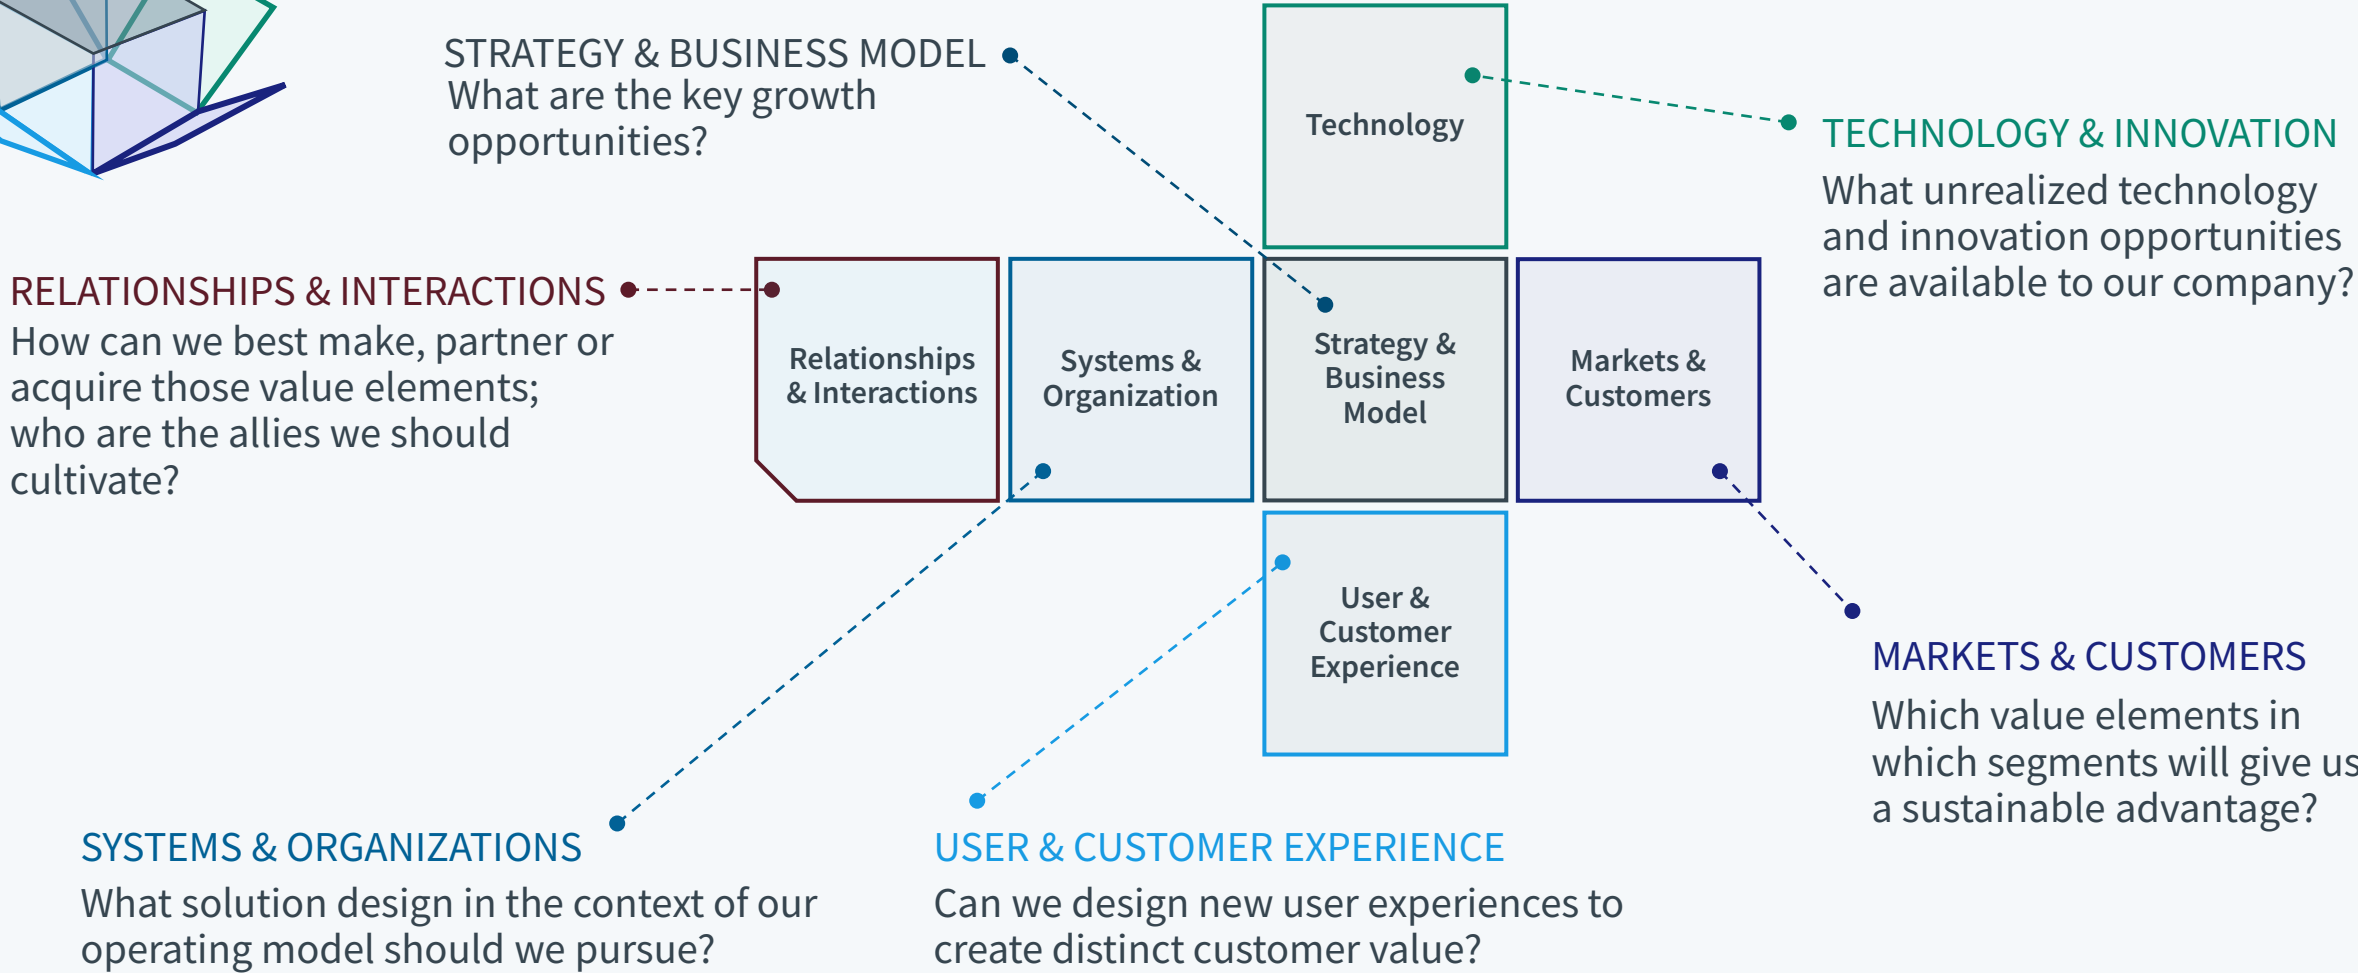 STRATEGY & BUSINESS MODEL
What are the key growth
opportunities?
Technology
TECHNOLOGY & INNOVATION
What unrealized technology
and innovation opportunities
are available to our company?
RELATIONSHIPS & INTERACTIONS
How can we best make, partner or
acquire those value elements;
who are the allies we should
cultivate?
Relationships
& Interactions
Systems &
Organization
Strategy &
Business
Model
Markets &
Customers
User &
Customer
Experience
MARKETS & CUSTOMERS
Which value elements in
which segments will give us
a sustainable advantage?
SYSTEMS & ORGANIZATIONS
What solution design in the context of our
operating model should we pursue?
USER & CUSTOMER EXPERIENCE
Can we design new user experiences to
create distinct customer value?